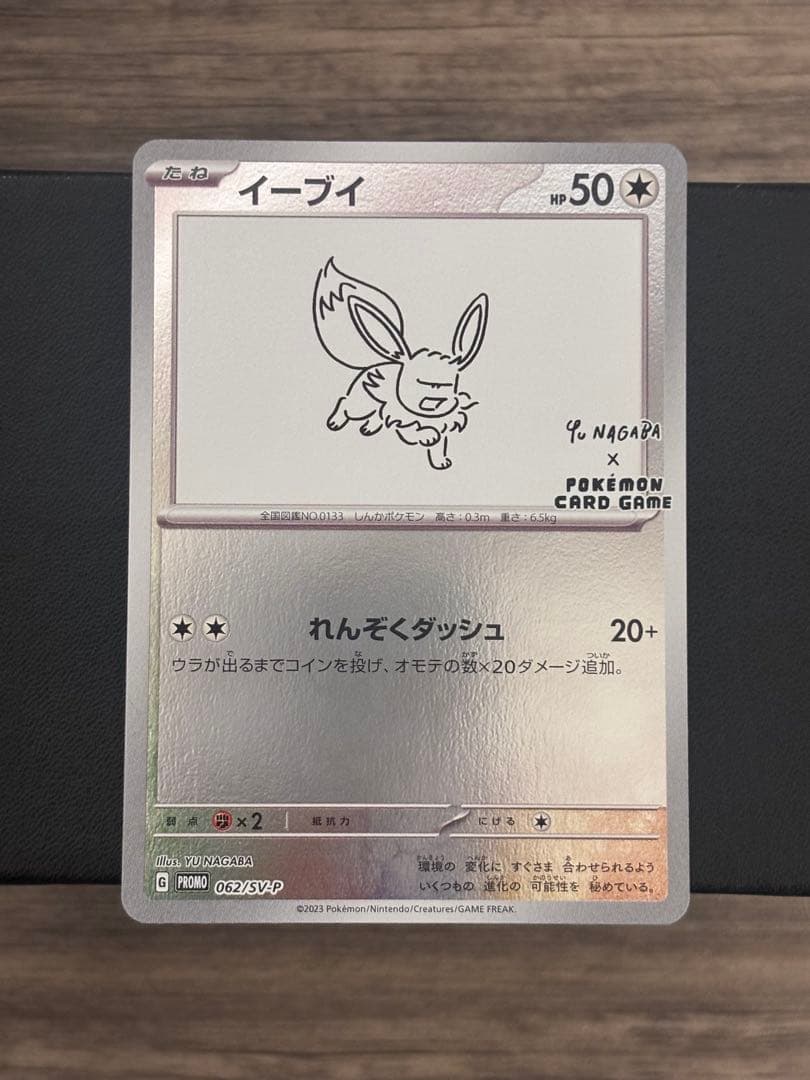 たね
イーブイ
HP 50
YU NAGABA
×
POKÉMON
CARD GAME
全国図鑑NO.0133 しんかポケモン 高さ:0.3m 重さ:6.5kg
れんぞくダッシュ 20+
ウラが出るまでコインを投げ、オモテの数×20ダメージ追加。
弱点 ×2 抵抗力 にげる
Illus. YU NAGABA
G PROMO 062/SV-P
環境の 変化に すぐさま 合わせられるよう
いくつもの 進化の 可能性を 秘めている。
©2023 Pokémon/Nintendo/Creatures/GAME FREAK.